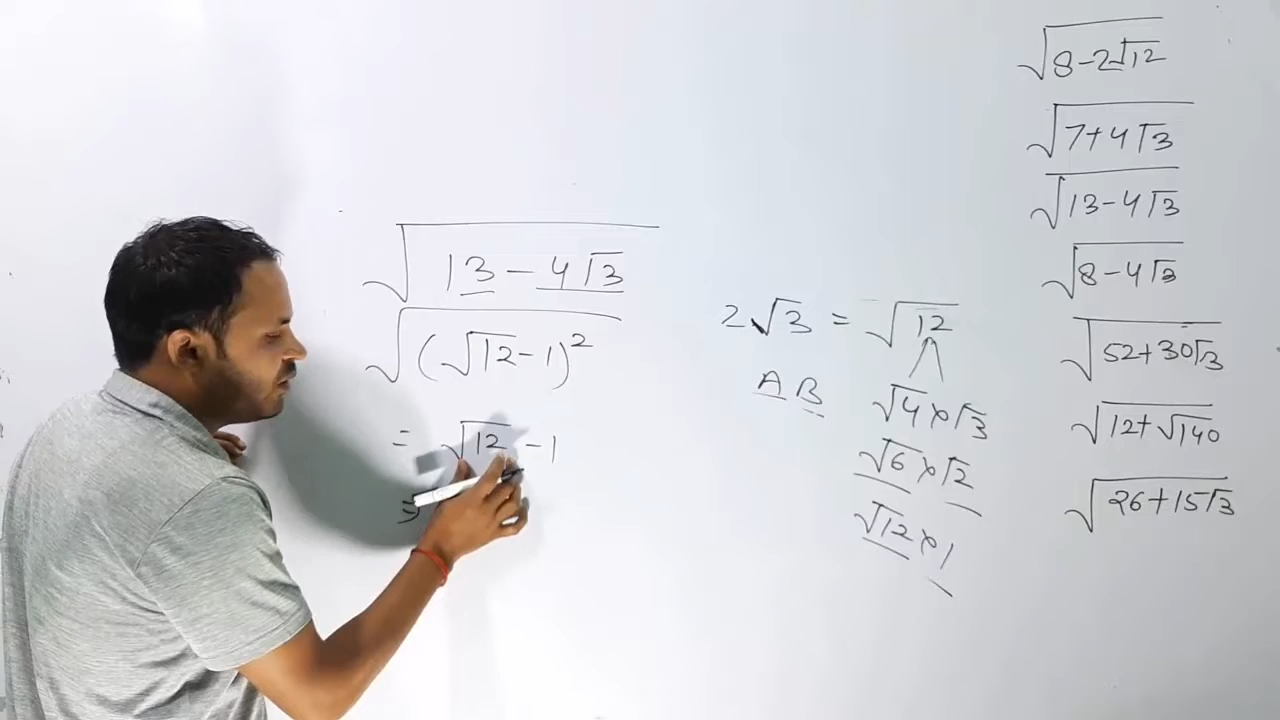 √(13 - 4√3)
√((√12 - 1)²)
= √12 - 1
⇒
2√3 = √12
A B
√4 × √3
√6 × √2
√12 × 1
√(8 - 2√12)
√(7 + 4√3)
√(13 - 4√3)
√(8 - 4√3)
√(52 + 30√3)
√(12 + √140)
√(26 + 15√3)